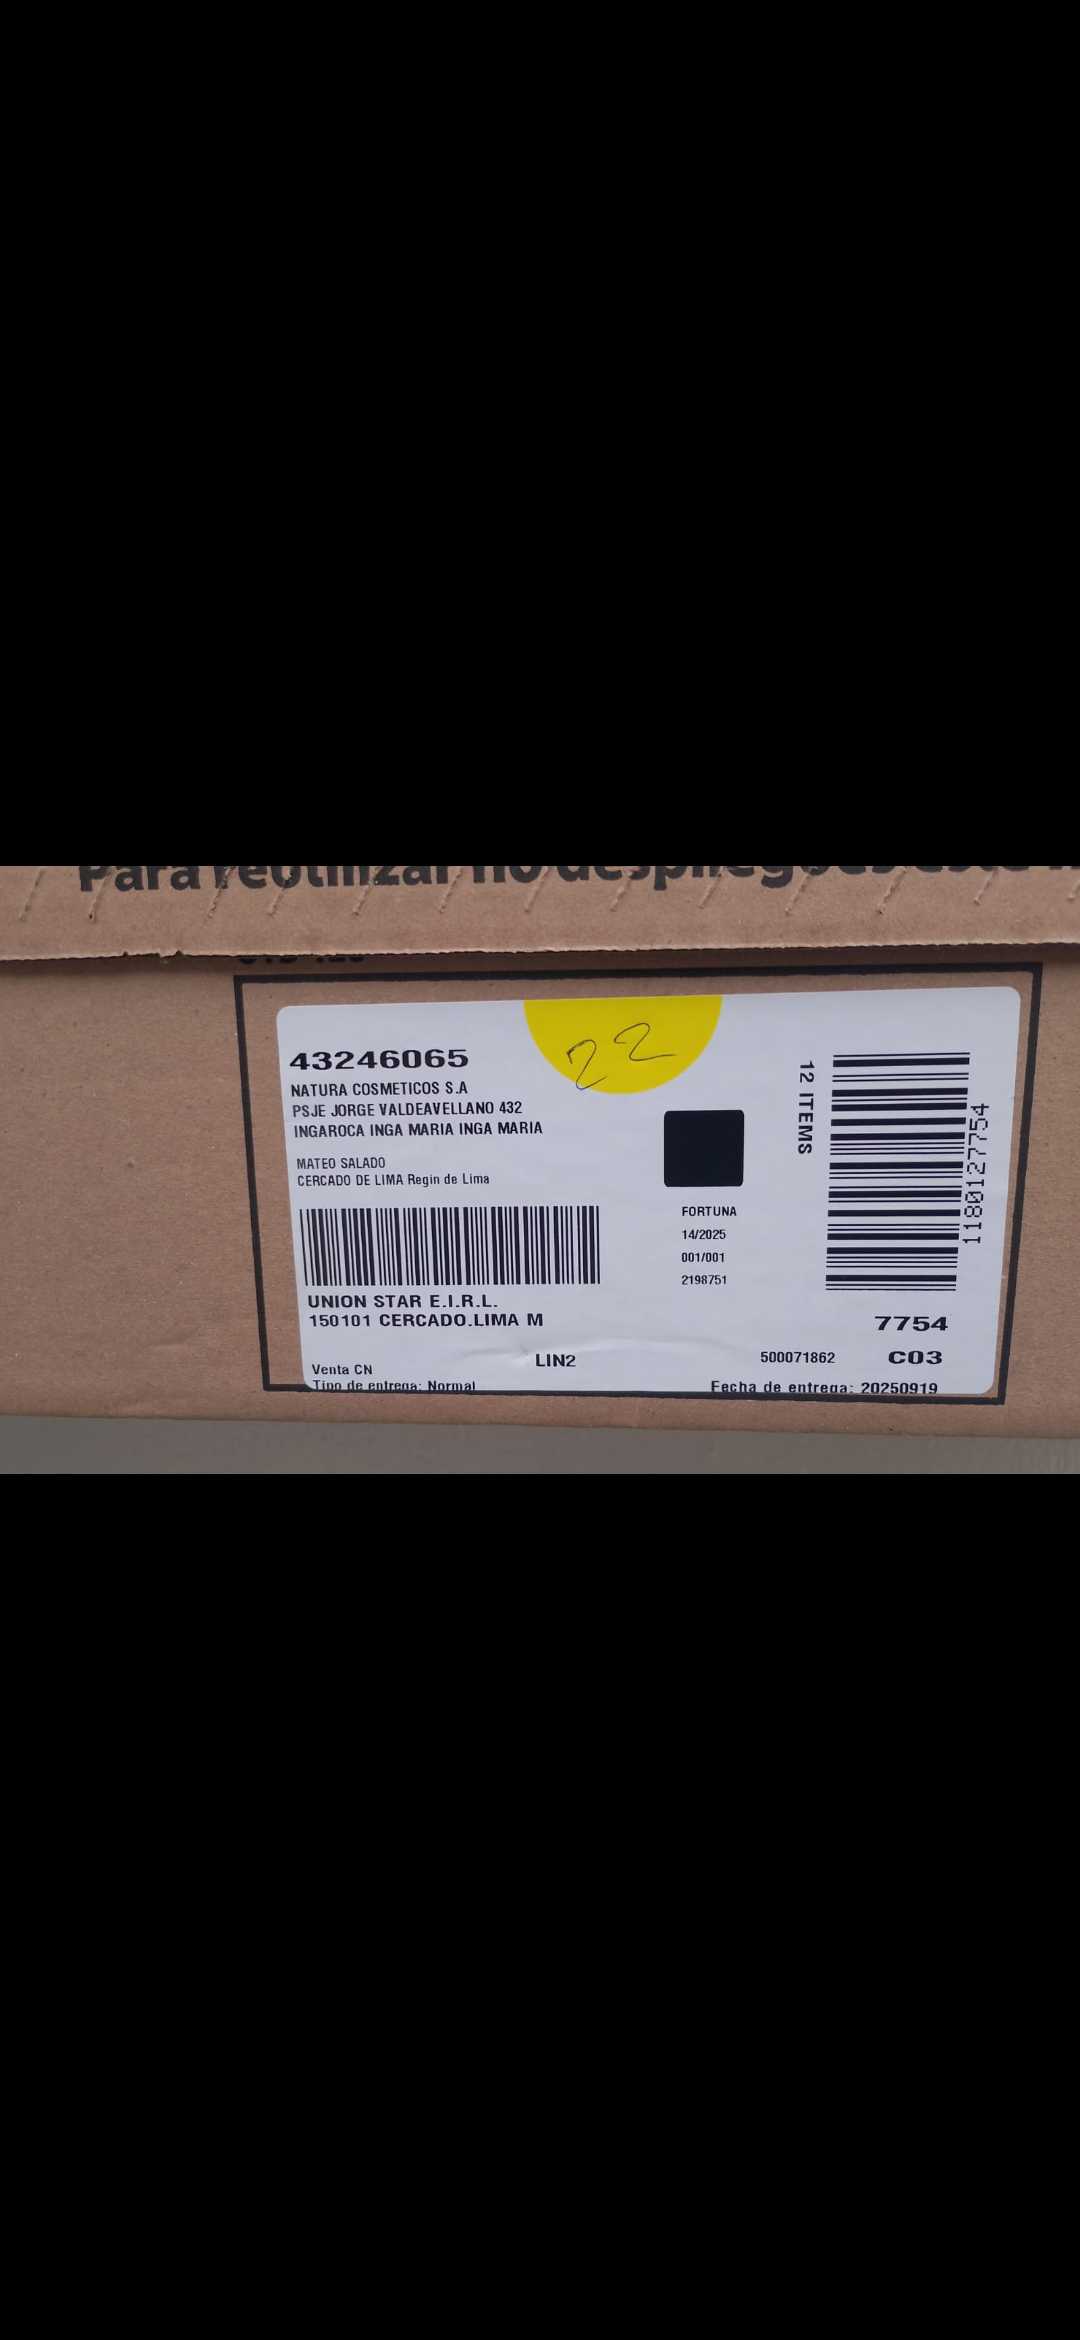 Para reutilizar no despliegues este
22
43246065
NATURA COSMETICOS S.A
PSJE JORGE VALDEAVELLANO 432
INGAROCA INGA MARIA INGA MARIA
MATEO SALADO
CERCADO DE LIMA Regin de Lima
12 ITEMS
1180127754
FORTUNA
14/2025
001/001
2198751
UNION STAR E.I.R.L.
150101 CERCADO.LIMA M
7754
Venta CN
LIN2
500071862
C03
Tipo de entrega: Normal
Fecha de entrega: 20250919